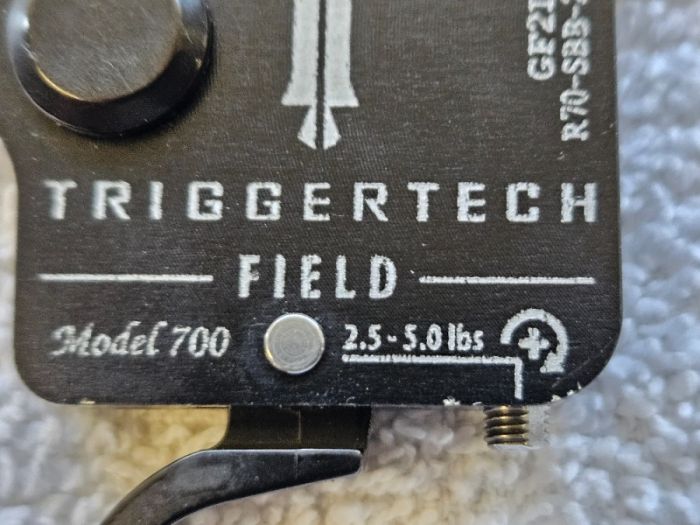 TRIGGERTECH
FIELD
Model 700
2.5 - 5.0 lbs
+